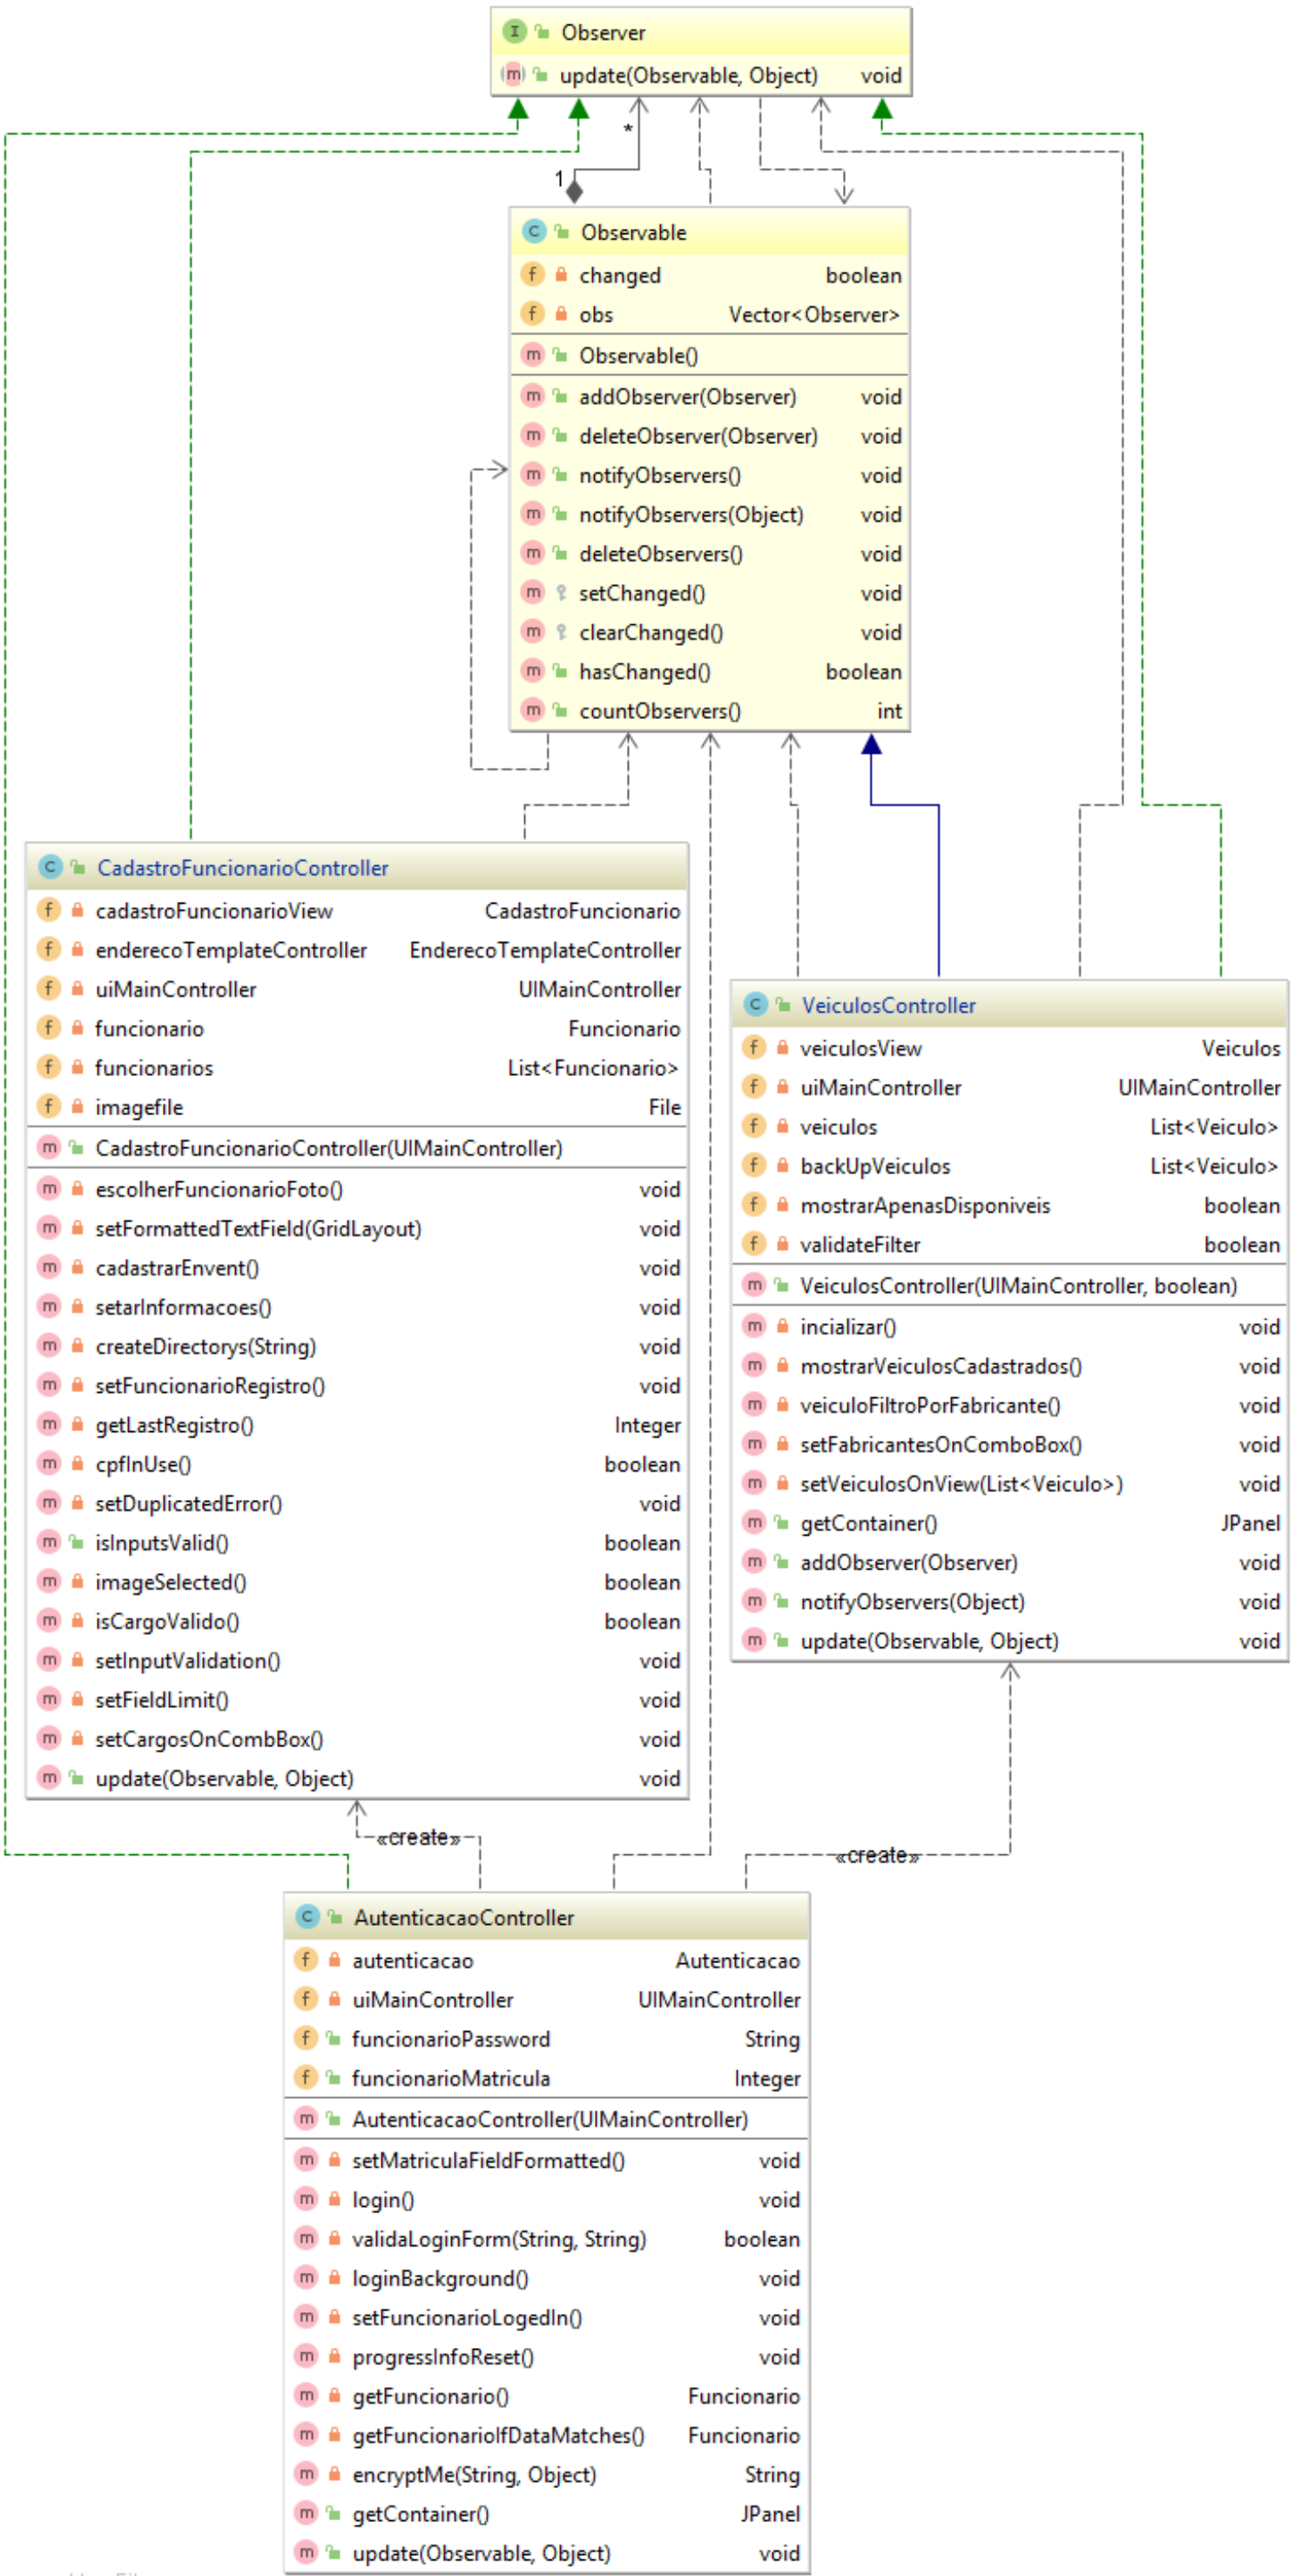 Observer
update(Observable, Object) void
*
1
Observable
changed boolean
obs Vector<Observer>
Observable()
addObserver(Observer) void
deleteObserver(Observer) void
notifyObservers() void
notifyObservers(Object) void
deleteObservers() void
setChanged() void
clearChanged() void
hasChanged() boolean
countObservers() int
CadastroFuncionarioController
cadastroFuncionarioView CadastroFuncionario
enderecoTemplateController EnderecoTemplateController
uiMainController UIMainController
funcionario Funcionario
funcionarios List<Funcionario>
imagefile File
CadastroFuncionarioController(UIMainController)
escolherFuncionarioFoto() void
setFormattedTextField(GridLayout) void
cadastrarEnvent() void
setarInformacoes() void
createDirectorys(String) void
setFuncionarioRegistro() void
getLastRegistro() Integer
cpfInUse() boolean
setDuplicatedError() void
isInputsValid() boolean
imageSelected() boolean
isCargoValido() boolean
setInputValidation() void
setFieldLimit() void
setCargosOnCombBox() void
update(Observable, Object) void
VeiculosController
veiculosView Veiculos
uiMainController UIMainController
veiculos List<Veiculo>
backUpVeiculos List<Veiculo>
mostrarApenasDisponiveis boolean
validateFilter boolean
VeiculosController(UIMainController, boolean)
incializar() void
mostrarVeiculosCadastrados() void
veiculoFiltroPorFabricante() void
setFabricantesOnComboBox() void
setVeiculosOnView(List<Veiculo>) void
getContainer() JPanel
addObserver(Observer) void
notifyObservers(Object) void
update(Observable, Object) void
«create»
«create»
AutenticacaoController
autenticacao Autenticacao
uiMainController UIMainController
funcionarioPassword String
funcionarioMatricula Integer
AutenticacaoController(UIMainController)
setMatriculaFieldFormatted() void
login() void
validaLoginForm(String, String) boolean
loginBackground() void
setFuncionarioLogedIn() void
progressInfoReset() void
getFuncionario() Funcionario
getFuncionarioIfDataMatches() Funcionario
encryptMe(String, Object) String
getContainer() JPanel
update(Observable, Object) void